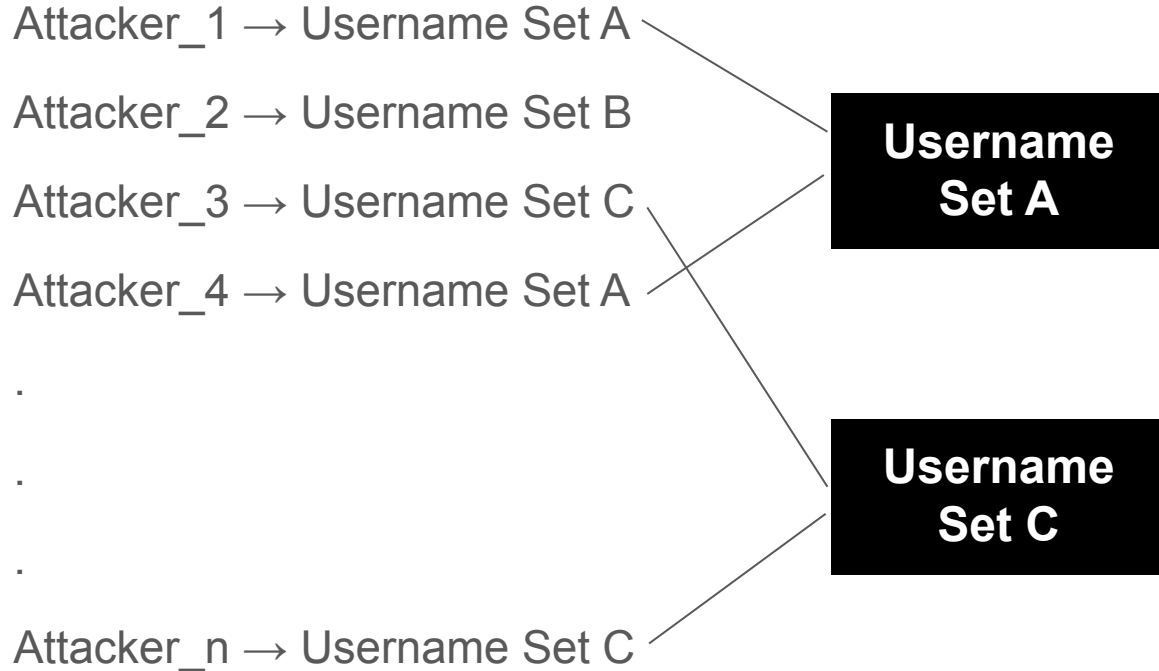 Attacker_1 → Username Set A
Attacker_2 → Username Set B
Attacker_3 → Username Set C
Attacker_4 → Username Set A
.
.
.
Attacker_n → Username Set C
Username
Set A
Username
Set C